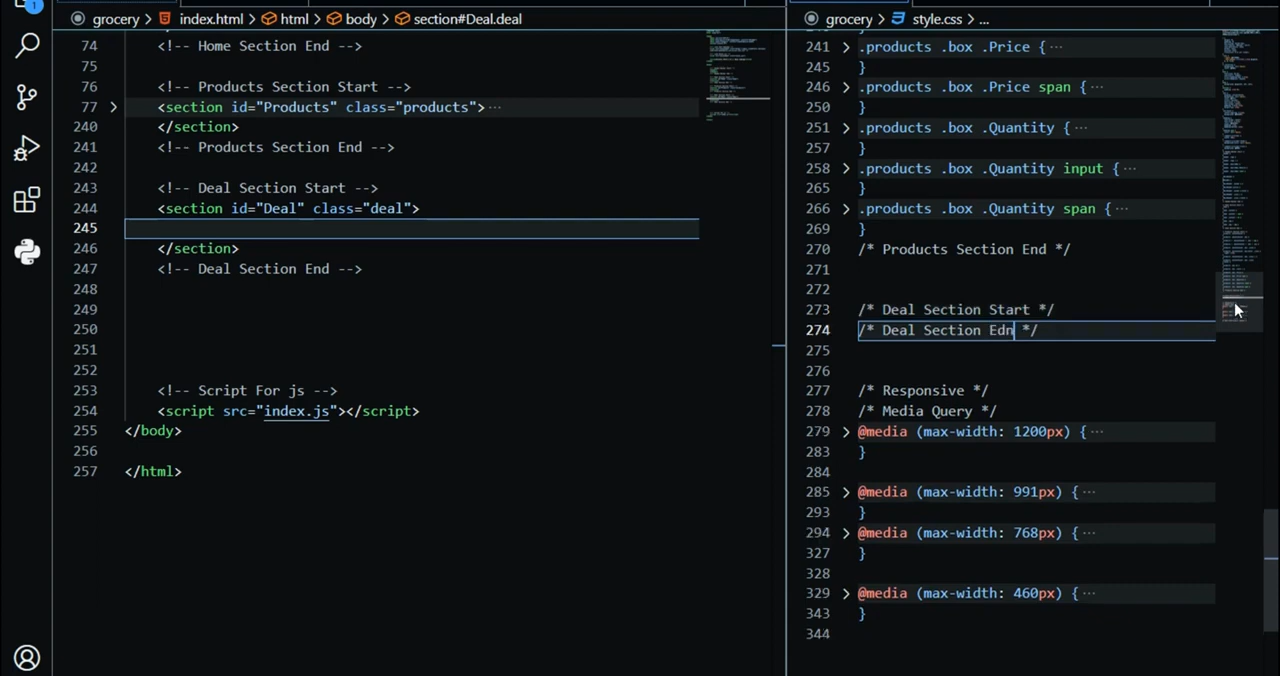 1
grocery > index.html > html > body > section#Deal.deal
74 <!-- Home Section End -->
75
76 <!-- Products Section Start -->
77 > <section id="Products" class="products"> ···
240 </section>
241 <!-- Products Section End -->
242
243 <!-- Deal Section Start -->
244 <section id="Deal" class="deal">
245
246 </section>
247 <!-- Deal Section End -->
248
249
250
251
252
253 <!-- Script For js -->
254 <script src="index.js"></script>
255 </body>
256
257 </html>
grocery > style.css > ...
241 > .products .box .Price { ···
245 }
246 > .products .box .Price span { ···
250 }
251 > .products .box .Quantity { ···
257 }
258 > .products .box .Quantity input { ···
265 }
266 > .products .box .Quantity span { ···
269 }
270 /* Products Section End */
271
272
273 /* Deal Section Start */
274 /* Deal Section Edn */
275
276
277 /* Responsive */
278 /* Media Query */
279 > @media (max-width: 1200px) { ···
283 }
284
285 > @media (max-width: 991px) { ···
293 }
294 > @media (max-width: 768px) { ···
327 }
328
329 > @media (max-width: 460px) { ···
343 }
344